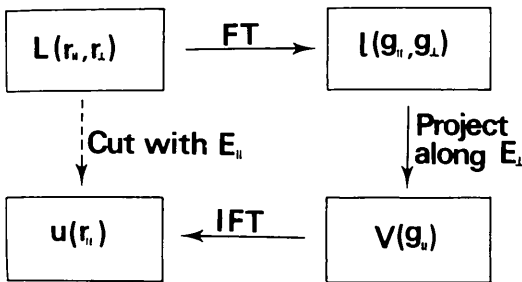 L(r∥,r⊥)
FT
l(g∥,g⊥)
Cut with E∥
Project
along E⊥
u(r∥)
IFT
V(g∥)